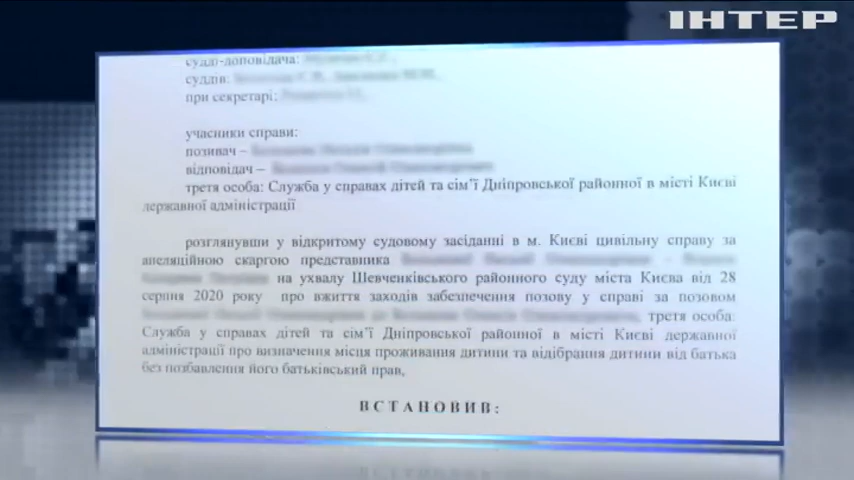 ІНТЕР
судді-доповідача:
суддів:
при секретарі:
учасники справи:
позивач –
відповідач –
третя особа: Служба у справах дітей та сім’ї Дніпровської районної в місті Києві
державної адміністрації
розглянувши у відкритому судовому засіданні в м. Києві цивільну справу за
апеляційною скаргою представника
на ухвалу Шевченківського районного суду міста Києва від 28
серпня 2020 року про вжиття заходів забезпечення позову у справі за позовом
, третя особа:
Служба у справах дітей та сім’ї Дніпровської районної в місті Києві державної
адміністрації про визначення місця проживання дитини та відібрання дитини від батька
без позбавлення його батьківський прав,
ВСТАНОВИВ: